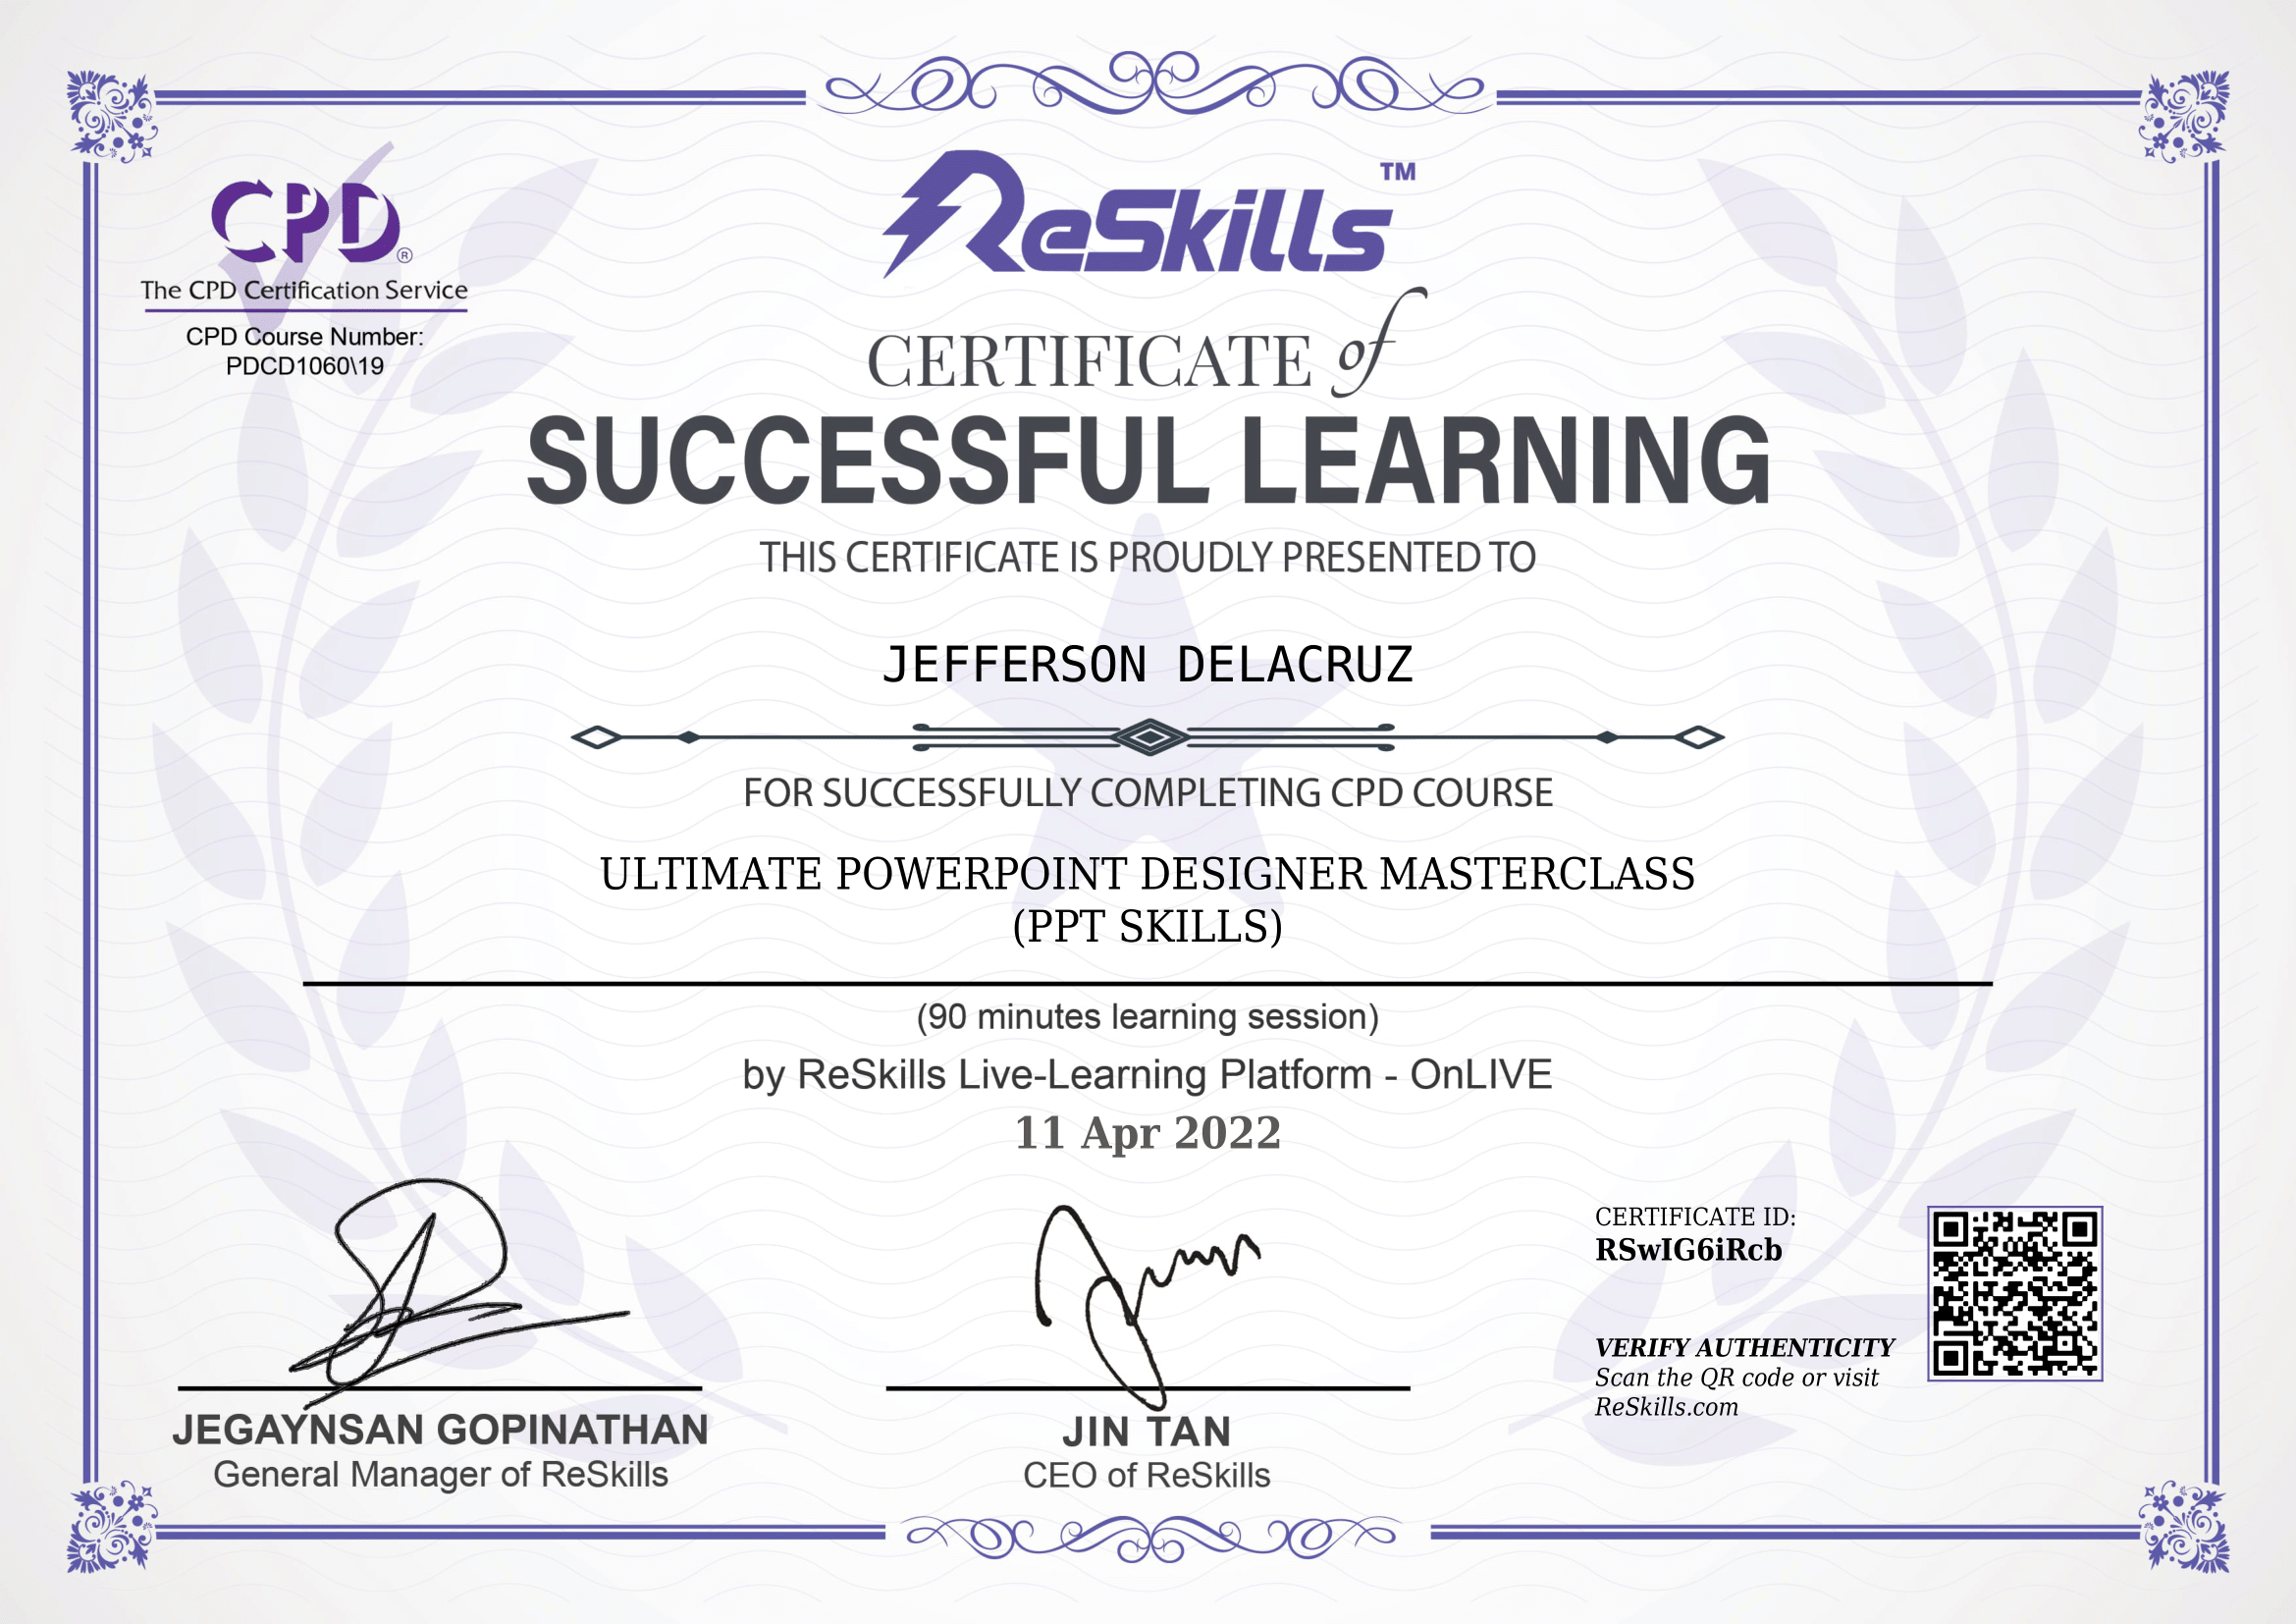 CPD®
The CPD Certification Service
CPD Course Number:
PDCD1060\19
ReSkills™
CERTIFICATE of
SUCCESSFUL LEARNING
THIS CERTIFICATE IS PROUDLY PRESENTED TO
JEFFERSON DELACRUZ
FOR SUCCESSFULLY COMPLETING CPD COURSE
ULTIMATE POWERPOINT DESIGNER MASTERCLASS
(PPT SKILLS)
(90 minutes learning session)
by ReSkills Live-Learning Platform - OnLIVE
11 Apr 2022
JEGAYNSAN GOPINATHAN
General Manager of ReSkills
JIN TAN
CEO of ReSkills
CERTIFICATE ID:
RSwIG6iRcb
VERIFY AUTHENTICITY
Scan the QR code or visit
ReSkills.com